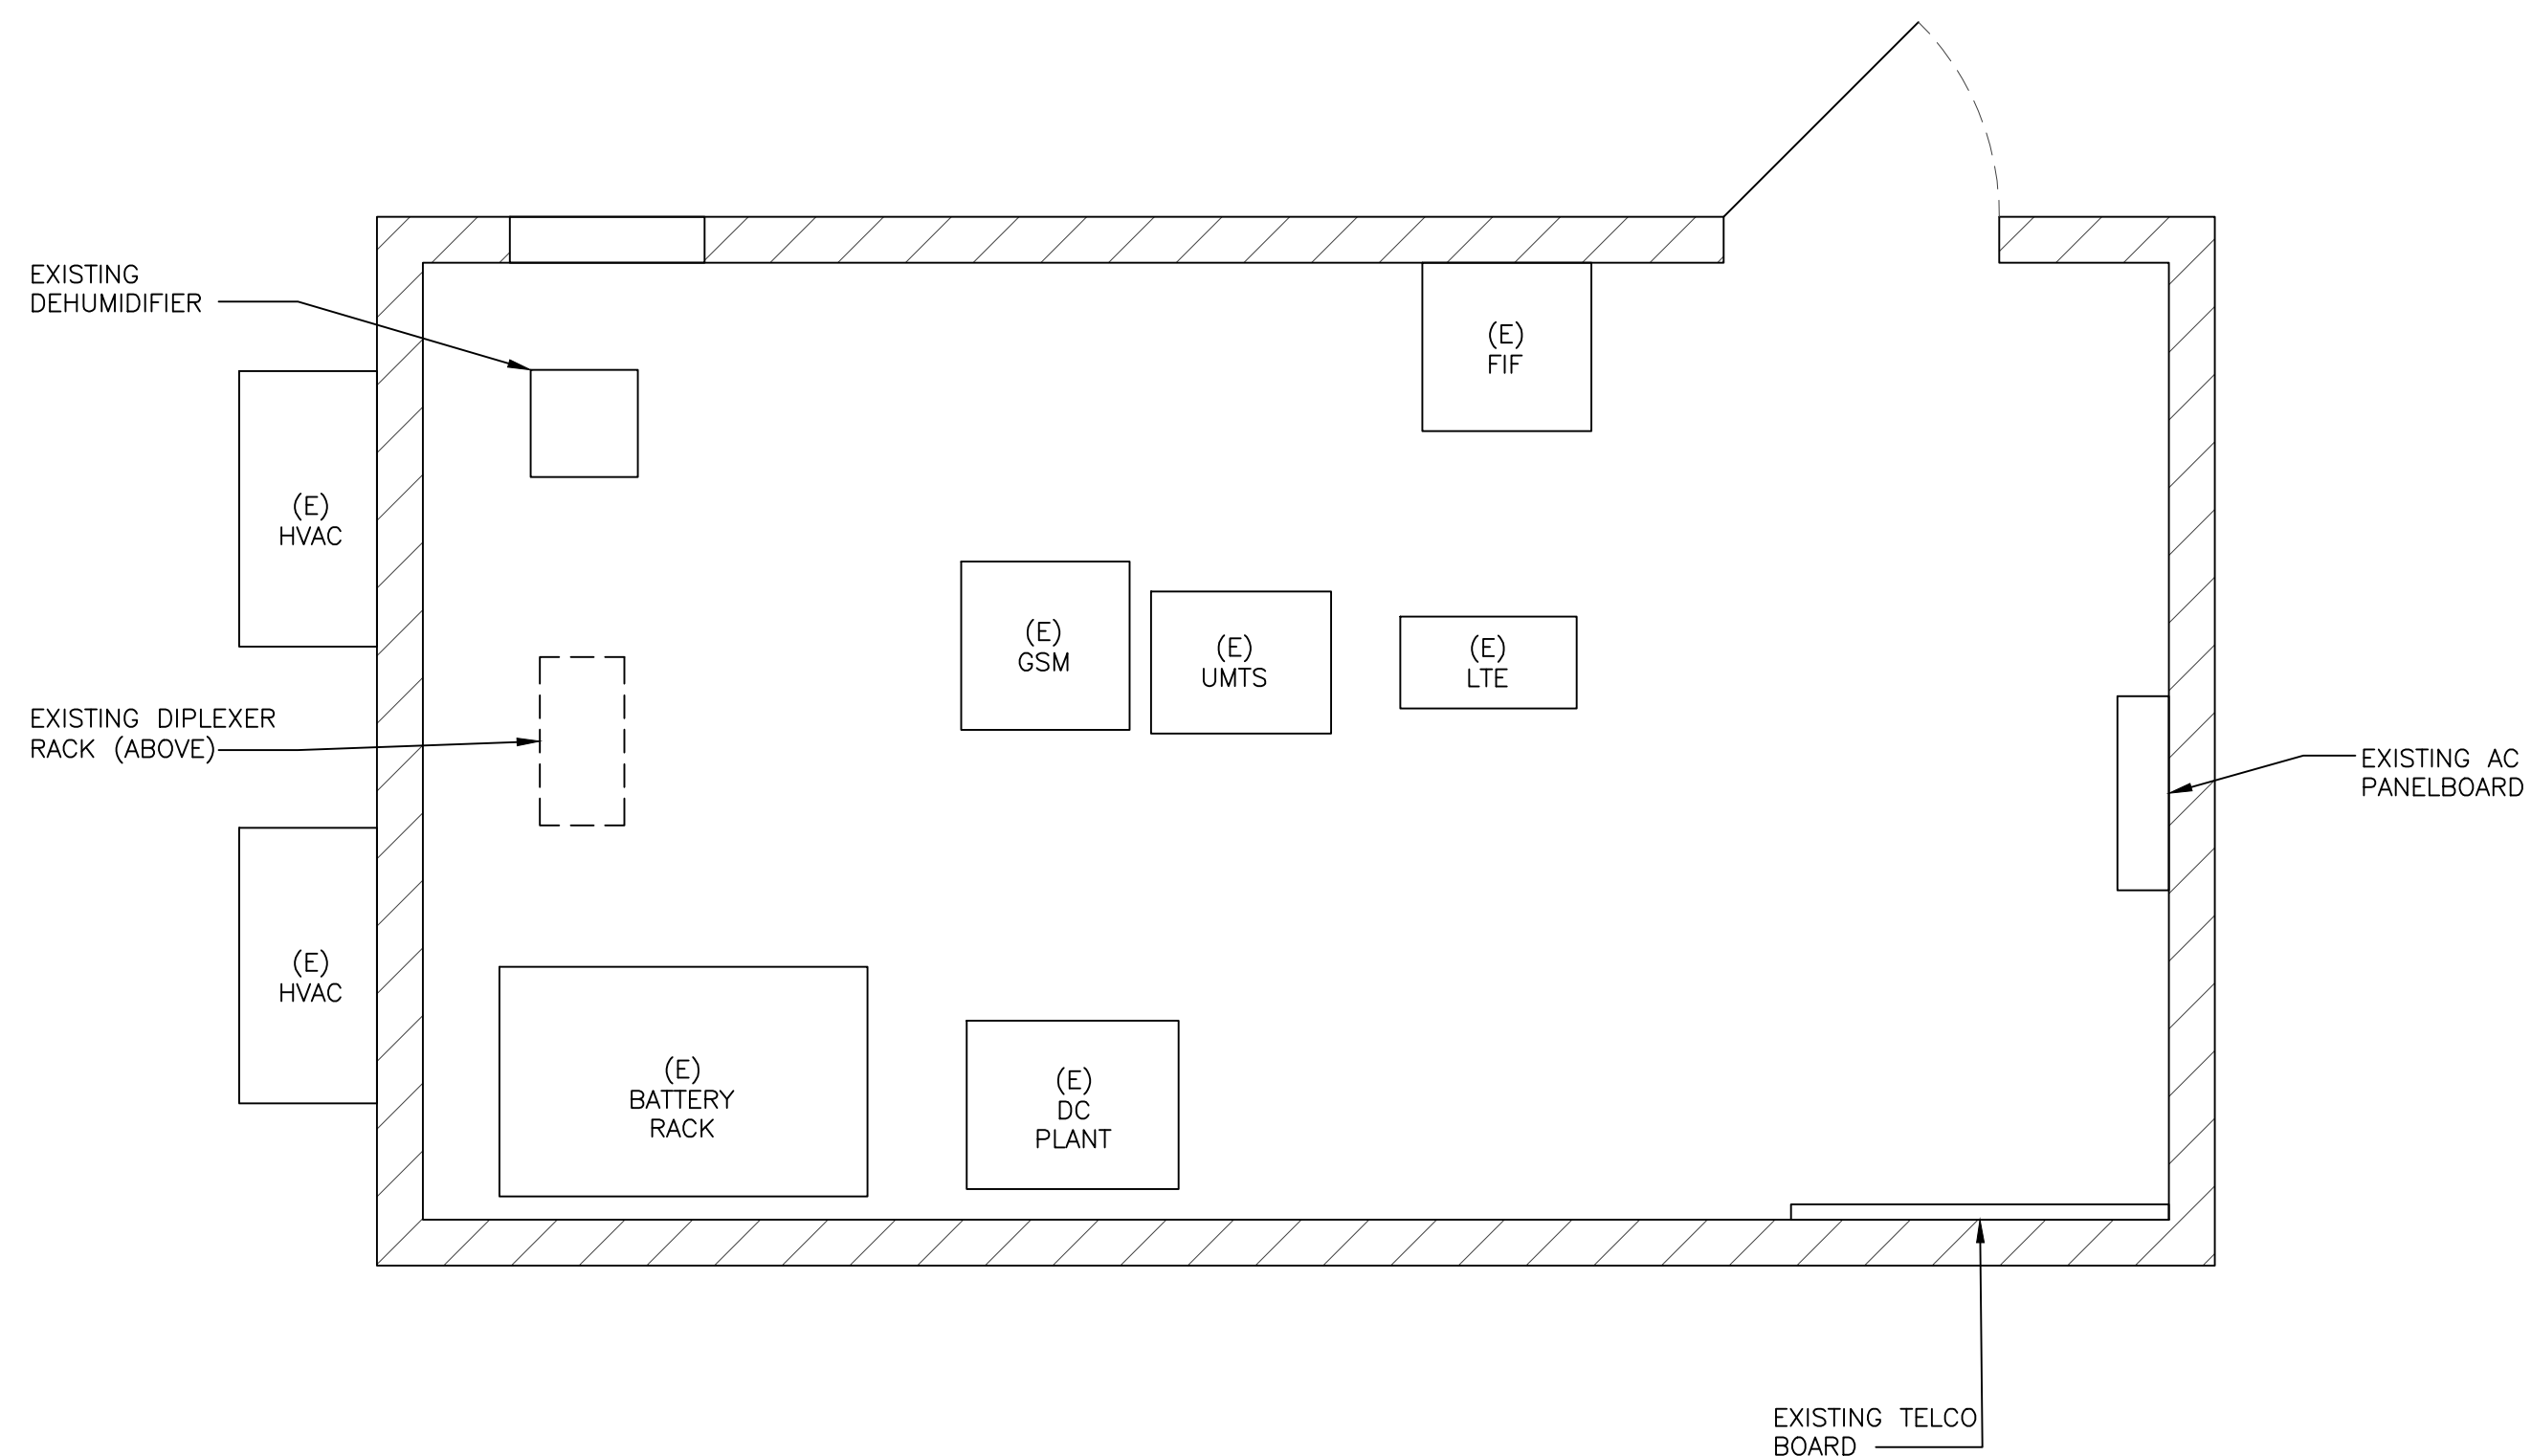 EXISTING
DEHUMIDIFIER
(E)
FIF
(E)
HVAC
(E)
GSM
(E)
UMTS
(E)
LTE
EXISTING DIPLEXER
RACK (ABOVE)
EXISTING AC
PANELBOARD
(E)
HVAC
(E)
BATTERY
RACK
(E)
DC
PLANT
EXISTING TELCO
BOARD